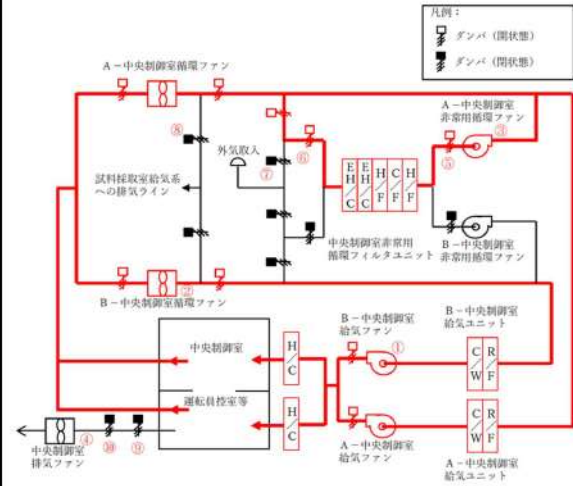 凡例：
ダンパ（開状態）
ダンパ（閉状態）
A－中央制御室循環ファン
A－中央制御室
非常用循環ファン
③
⑧
外気取入
⑥
⑤
⑦
試料採取室給気系
への排気ライン
EH/C
EH/C
H/F
C/F
H/F
中央制御室非常用
循環フィルタユニット
B－中央制御室
非常用循環ファン
②
B－中央制御室循環ファン
B－中央制御室
給気ファン
①
B－中央制御室
給気ユニット
中央制御室
H/C
C/W
R/F
運転員控室等
H/C
C/W
R/F
④
⑩
⑨
中央制御室
排気ファン
A－中央制御室
給気ファン
A－中央制御室
給気ユニット